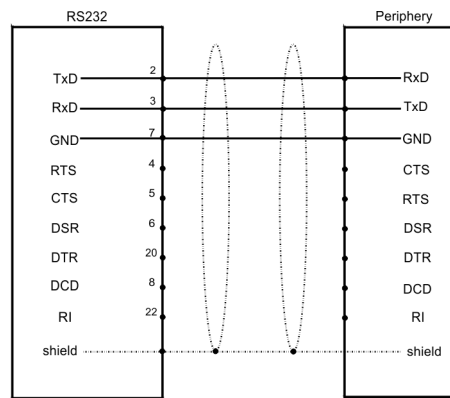 RS232 Periphery
TxD 2 RxD
RxD 3 TxD
GND 7 GND
RTS 4 CTS
CTS 5 RTS
DSR 6 DSR
DTR 20 DTR
DCD 8 DCD
RI 22 RI
shield shield